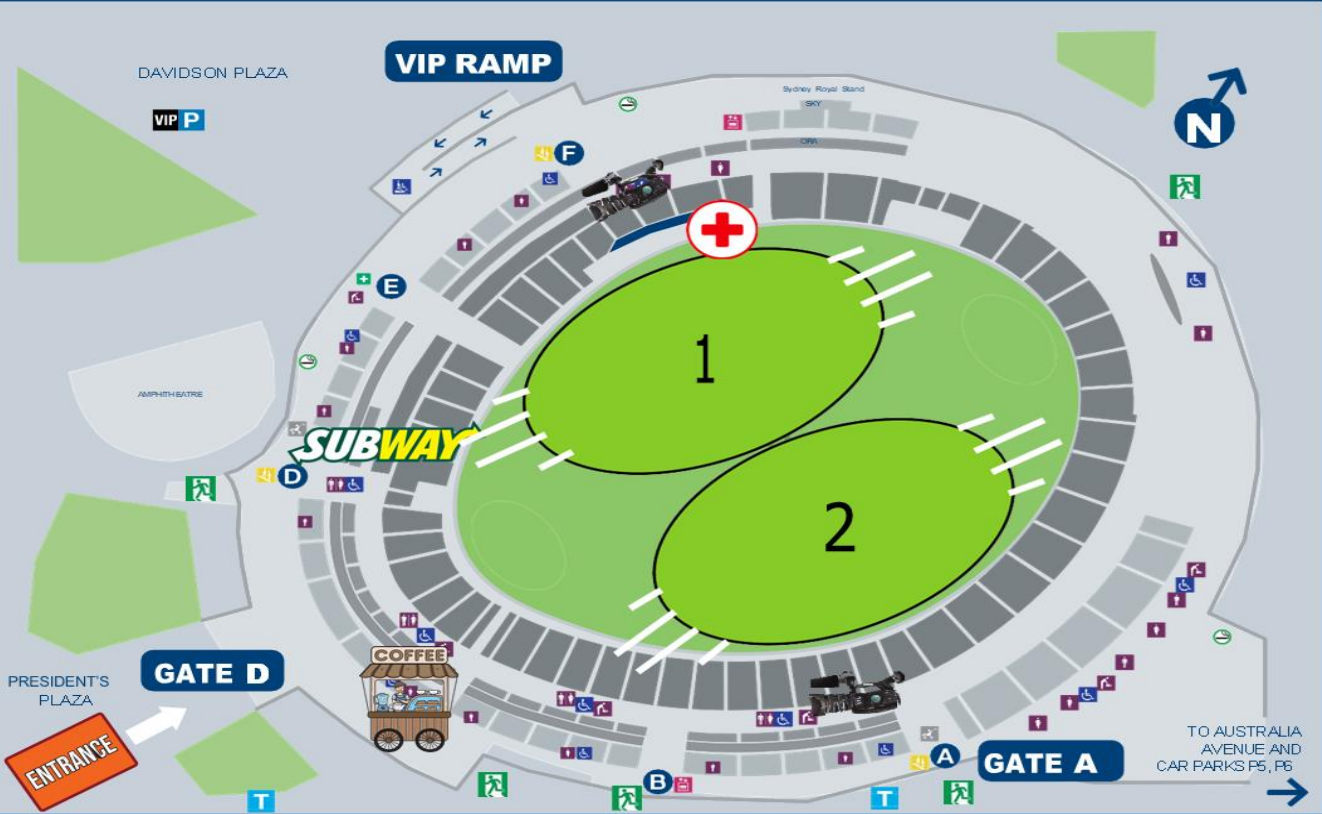 DAVIDSON PLAZA
VIP RAMP
VIP P
Sydney Royal Stand
SKY
N
F
E
1
AMPHITHEATRE
SUBWAY
D
2
COFFEE
GATE D
PRESIDENT'S
PLAZA
ENTRANCE
TO AUSTRALIA
AVENUE AND
CAR PARKS P5, P6
A
GATE A
B
T
T